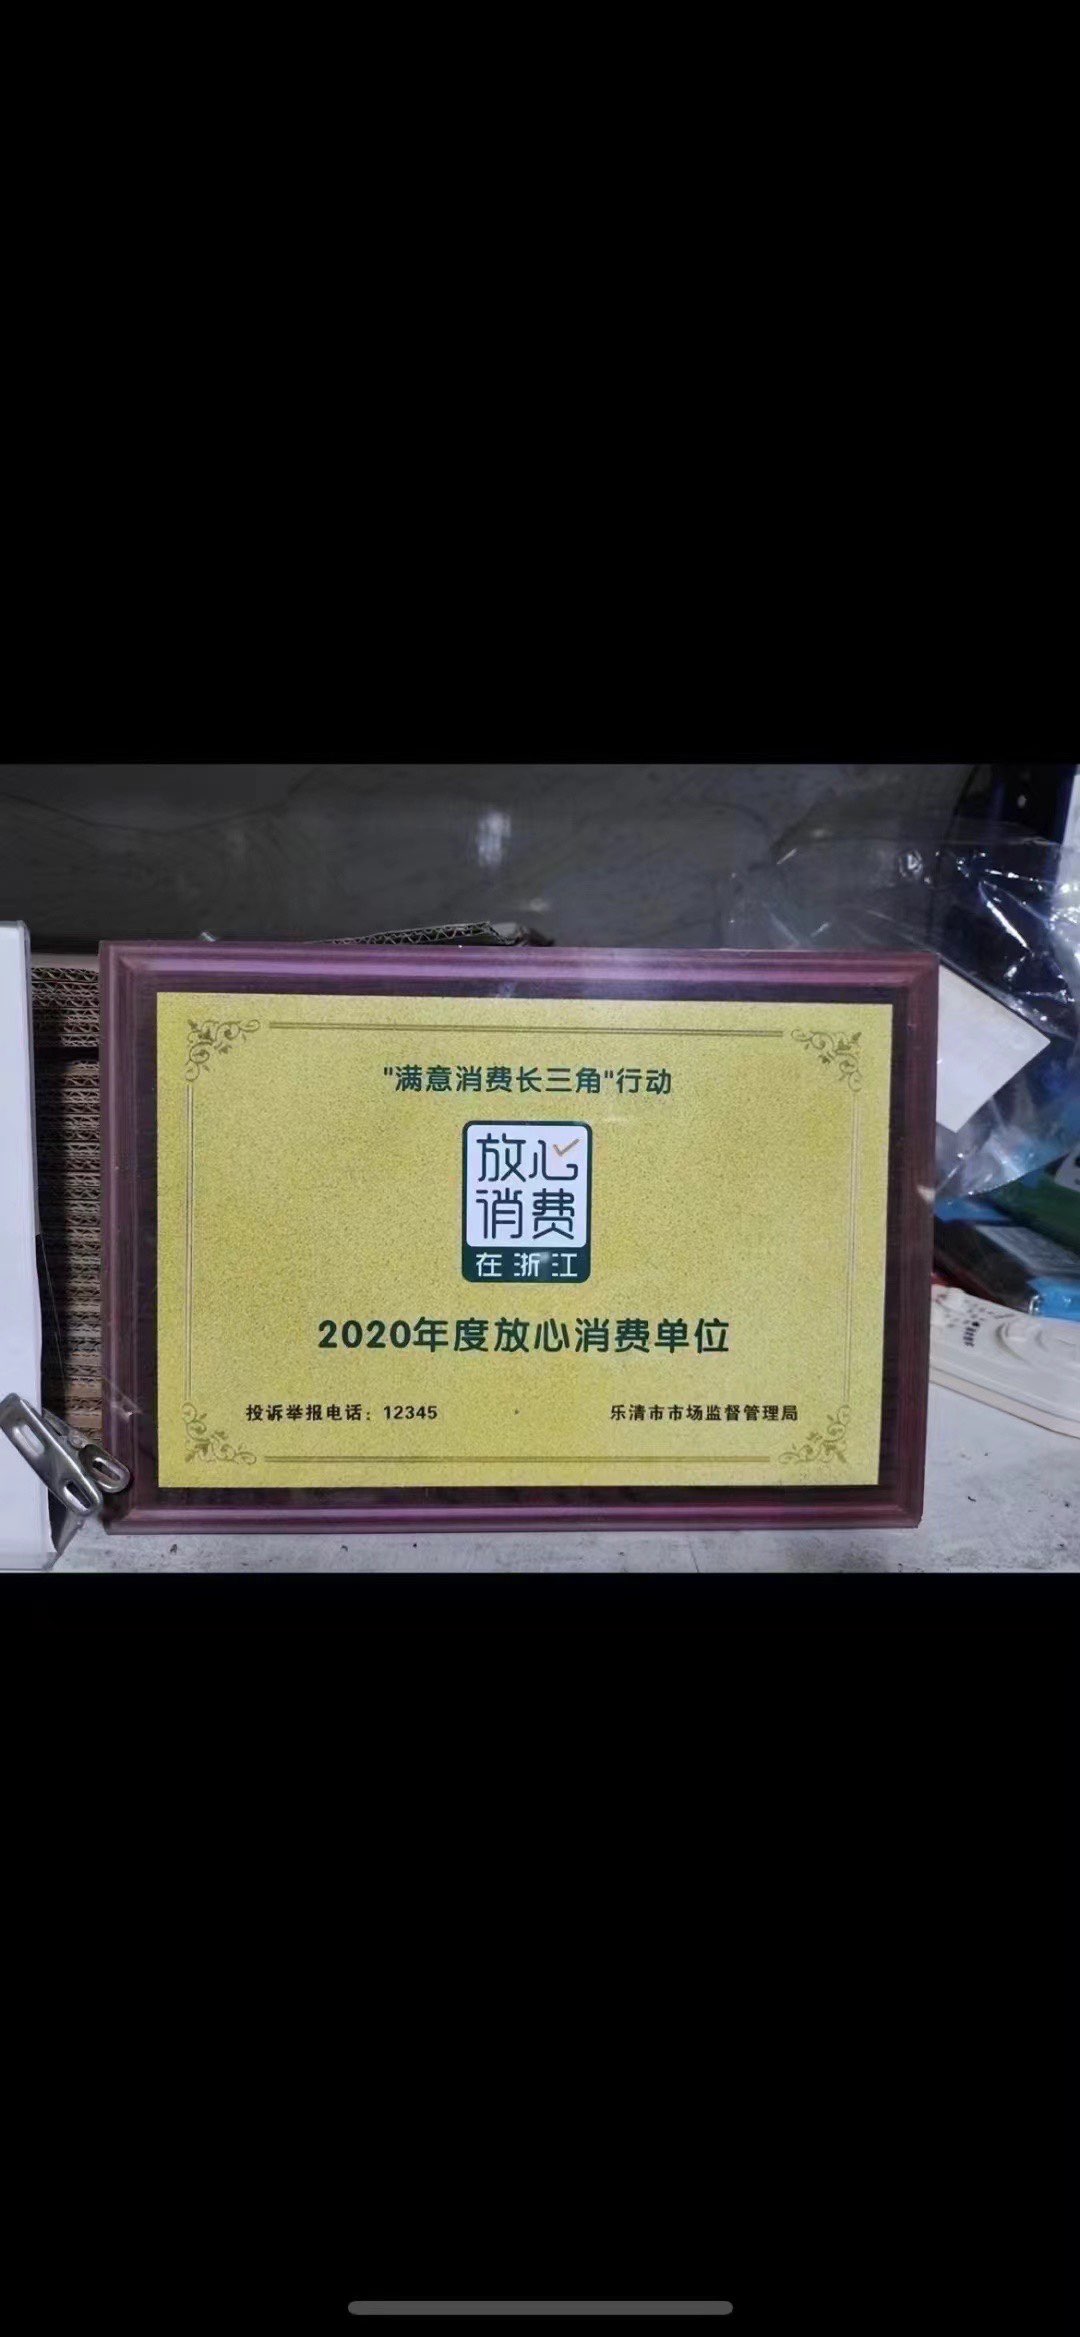 "满意消费长三角"行动
放心
消费
在浙江
2020年度放心消费单位
投诉举报电话：12345
乐清市市场监督管理局